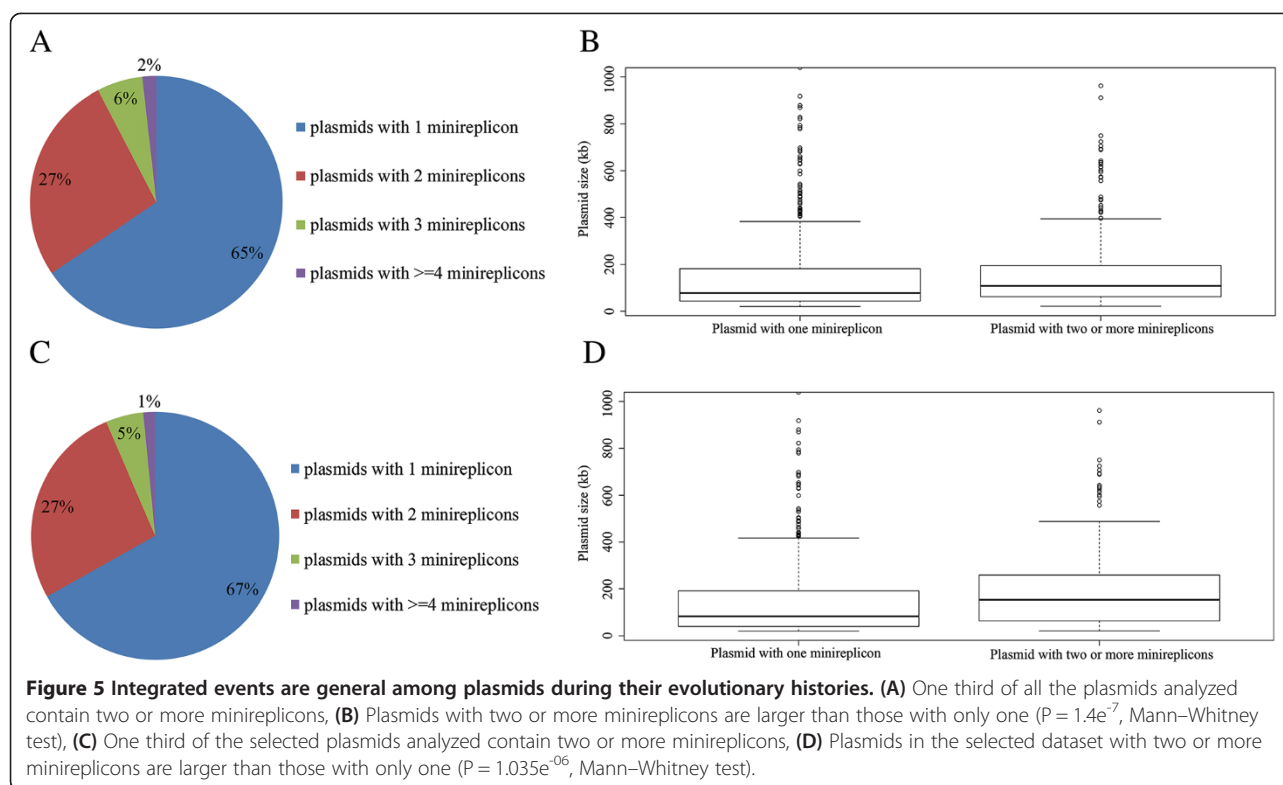 A
2%
6%
27%
65%
plasmids with 1 minireplicon
plasmids with 2 minireplicons
plasmids with 3 minireplicons
plasmids with >=4 minireplicons
B
Plasmid size (kb)
1000
800
600
400
200
0
Plasmid with one minireplicon
Plasmid with two or more minireplicons
C
1%
5%
27%
67%
plasmids with 1 minireplicon
plasmids with 2 minireplicons
plasmids with 3 minireplicons
plasmids with >=4 minireplicons
D
Plasmid size (kb)
1000
800
600
400
200
0
Plasmid with one minireplicon
Plasmid with two or more minireplicons
Figure 5 Integrated events are general among plasmids during their evolutionary histories. (A) One third of all the plasmids analyzed
contain two or more minireplicons, (B) Plasmids with two or more minireplicons are larger than those with only one (P = 1.4e-7, Mann–Whitney
test), (C) One third of the selected plasmids analyzed contain two or more minireplicons, (D) Plasmids in the selected dataset with two or more
minireplicons are larger than those with only one (P = 1.035e-06, Mann–Whitney test).